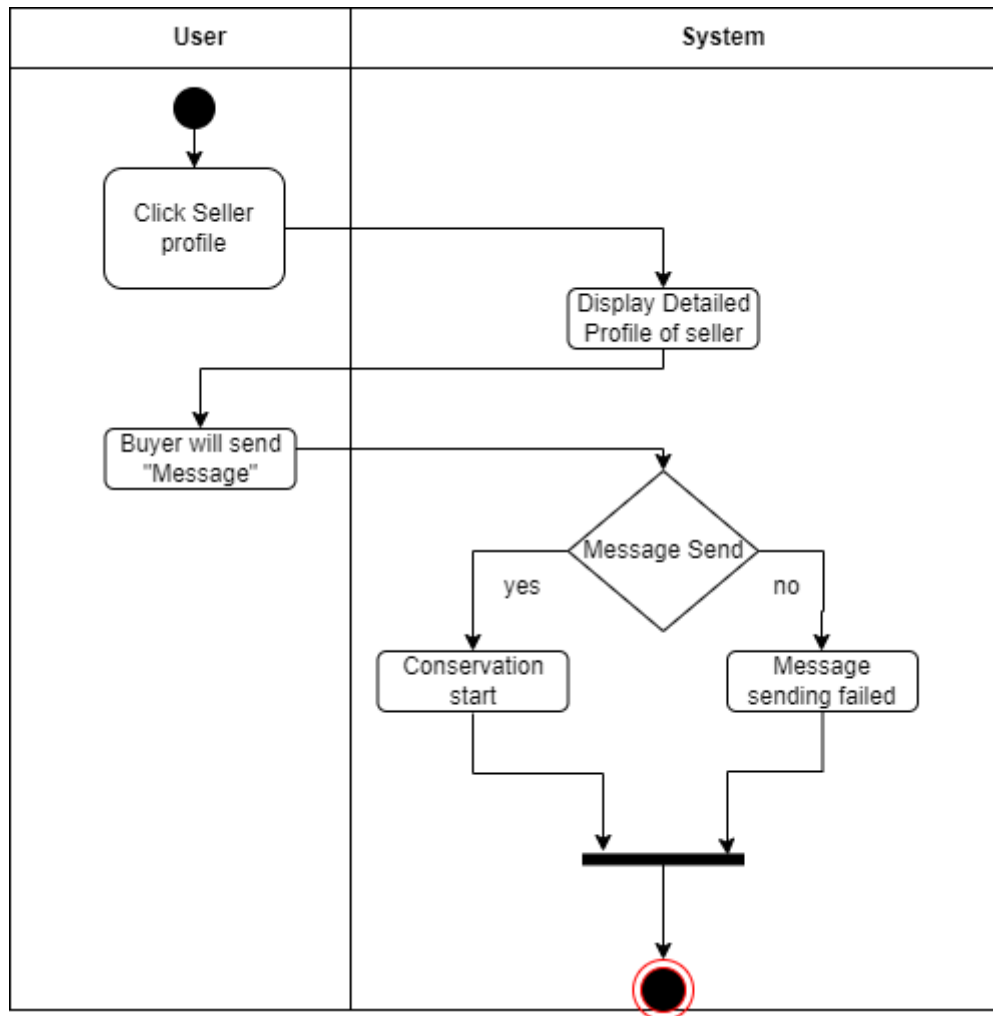 User
System
Click Seller
profile
Display Detailed
Profile of seller
Buyer will send
"Message"
Message Send
yes
no
Conservation
start
Message
sending failed